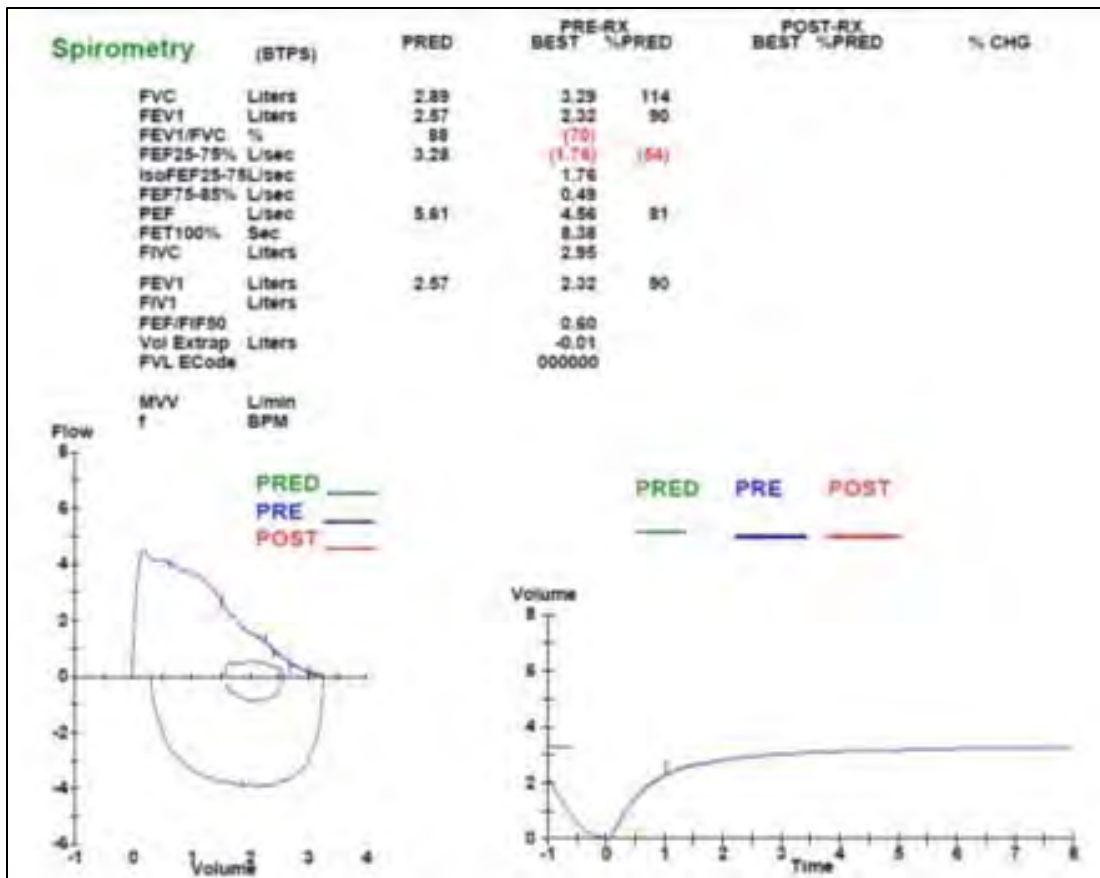 PRE-RX POST-RX
Spirometry (BTPS) PRED BEST %PRED BEST %PRED % CHG
FVC Liters 2.89 3.29 114
FEV1 Liters 2.57 2.32 90
FEV1/FVC % 88 (70)
FEF25-75% L/sec 3.28 (1.76) (54)
IsoFEF25-75L/sec 1.76
FEF75-85% L/sec 0.49
PEF L/sec 5.61 4.56 81
FET100% Sec 8.38
FIVC Liters 2.95
FEV1 Liters 2.57 2.32 90
FIV1 Liters
FEF/FIF50 0.60
Vol Extrap Liters -0.01
FVL ECode 000000
MVV L/min
f BPM
Flow
8
6
4
2
0
-2
-4
-6
-1 0 1 2 3 4
Volume
PRED
PRE
POST
PRED PRE POST
Volume
8
6
4
2
0
-1 0 1 2 3 4 5 6 7 8
Time